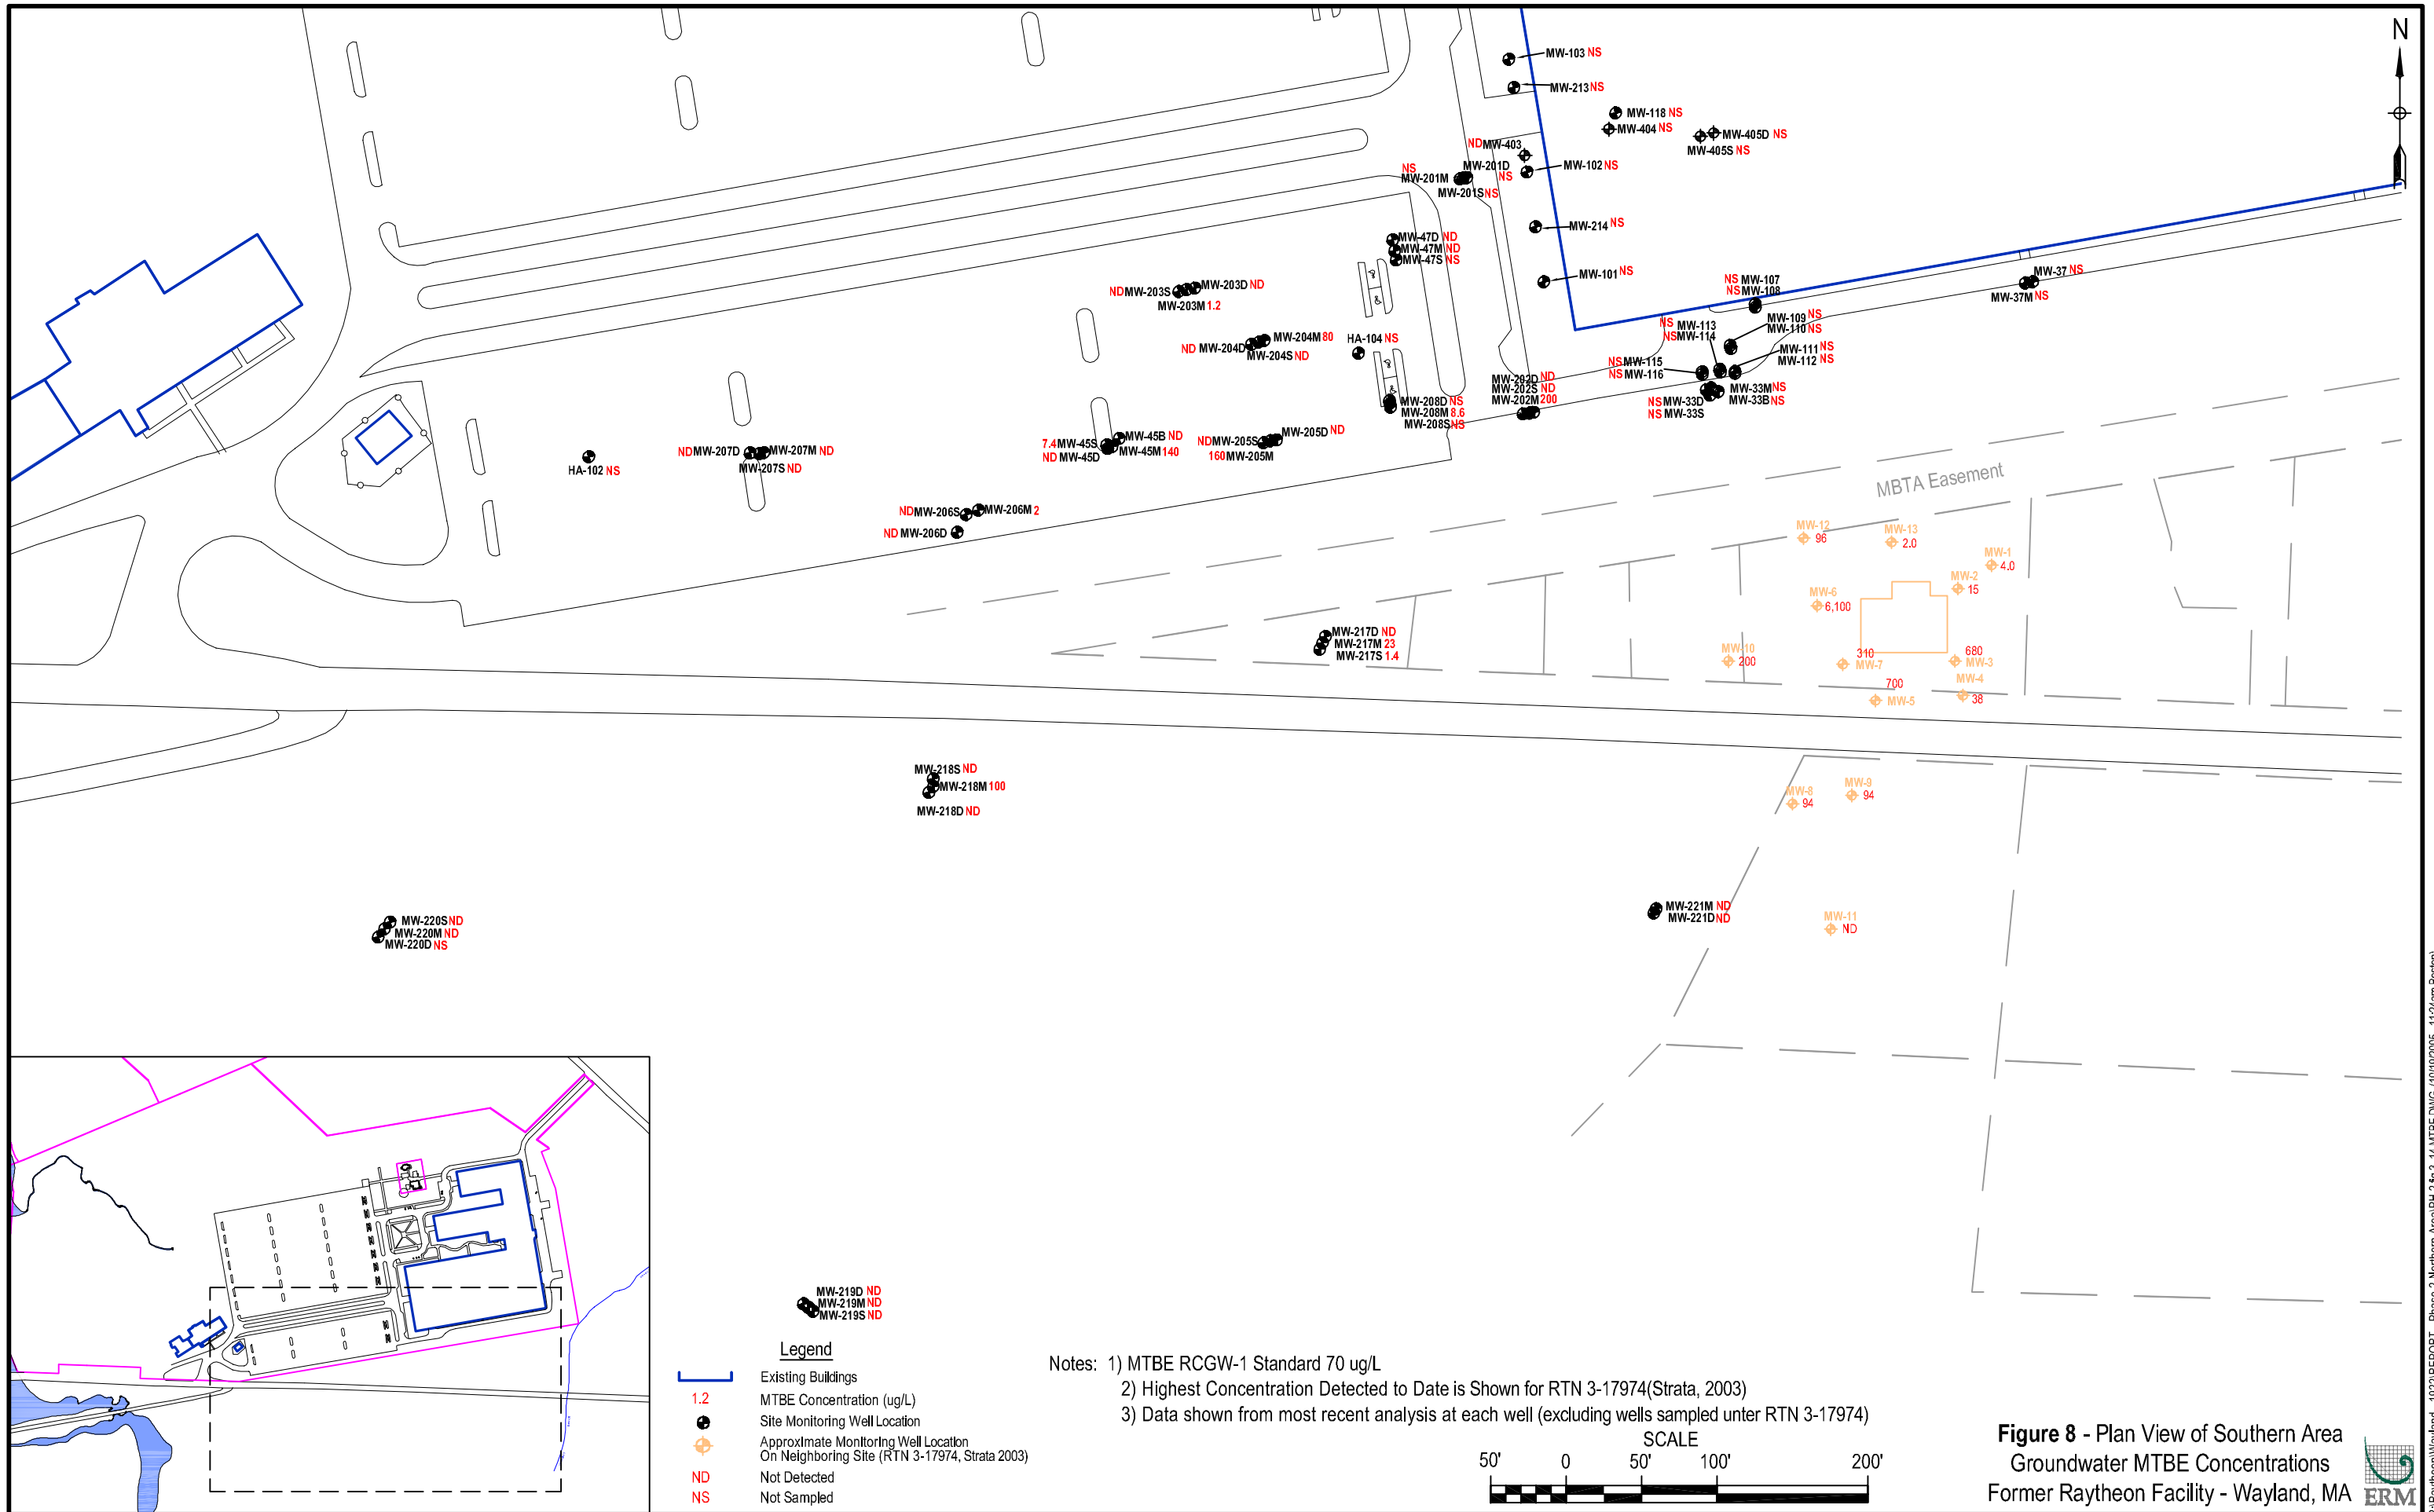 N
MW-103 NS
MW-213 NS
MW-118 NS
MW-404 NS
MW-405D NS
MW-405S NS
ND MW-403
MW-102 NS
NS
MW-201M
MW-201D
NS
MW-201S NS
MW-214 NS
MW-47D ND
MW-47M ND
MW-47S NS
MW-101 NS
MW-37 NS
MW-37M NS
NS MW-107
NS MW-108
ND MW-203S
MW-203D ND
MW-203M 1.2
MW-109 NS
MW-110 NS
NS MW-113
NS MW-114
MW-204M 80
ND MW-204D
MW-204S ND
HA-104 NS
MW-111 NS
MW-112 NS
NS MW-115
NS MW-116
MW-202D ND
MW-202S ND
MW-202M 200
MW-33M NS
MW-33B NS
NS MW-33D
NS MW-33S
MW-208D NS
MW-208M 8.6
MW-208S NS
7.4 MW-45S
ND MW-45D
MW-45B ND
MW-45M 140
ND MW-205S
MW-205D ND
160 MW-205M
ND MW-207D
MW-207M ND
MW-207S ND
HA-102 NS
MBTA Easement
ND MW-206S
MW-206M 2
ND MW-206D
MW-12
96
MW-13
2.0
MW-1
4.0
MW-2
15
MW-6
6,100
MW-217D ND
MW-217M 23
MW-217S 1.4
MW-10
200
310
MW-7
680
MW-3
700
MW-5
MW-4
38
MW-218S ND
MW-218M 100
MW-218D ND
MW-8
94
MW-9
94
MW-220S ND
MW-220M ND
MW-220D NS
MW-221M ND
MW-221D ND
MW-11
ND
MW-219D ND
MW-219M ND
MW-219S ND
Legend
Existing Buildings
1.2 MTBE Concentration (ug/L)
Site Monitoring Well Location
Approximate Monitoring Well Location
On Neighboring Site (RTN 3-17974, Strata 2003)
ND Not Detected
NS Not Sampled
Notes: 1) MTBE RCGW-1 Standard 70 ug/L
2) Highest Concentration Detected to Date is Shown for RTN 3-17974(Strata, 2003)
3) Data shown from most recent analysis at each well (excluding wells sampled unter RTN 3-17974)
SCALE
50' 0 50' 100' 200'
Figure 8 - Plan View of Southern Area
Groundwater MTBE Concentrations
Former Raytheon Facility - Wayland, MA
ERM